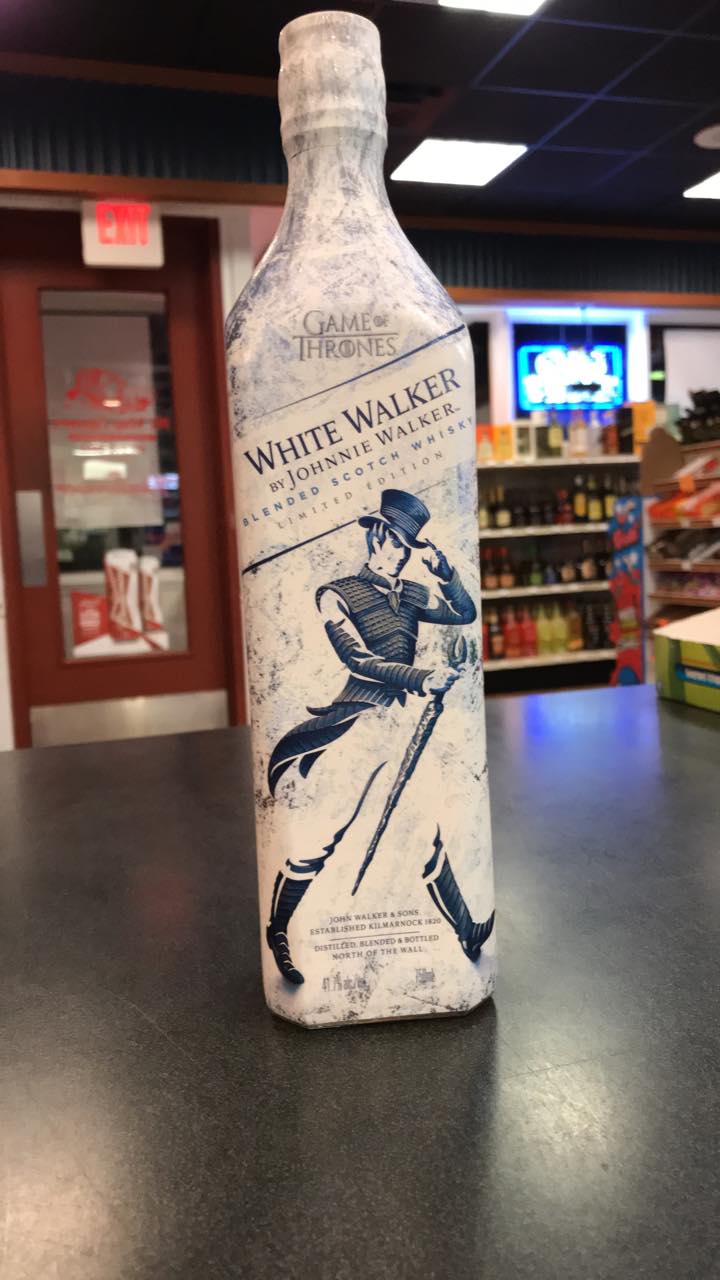 EXIT
GAME OF
THRONES
WHITE WALKER
BY JOHNNIE WALKER
BLENDED SCOTCH WHISKY
LIMITED EDITION
JOHN WALKER & SONS
ESTABLISHED KILMARNOCK 1820
DISTILLED, BLENDED & BOTTLED
NORTH OF THE WALL